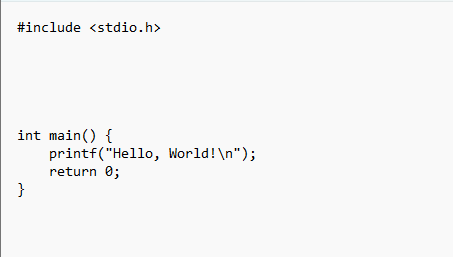 #include <stdio.h>
int main() {
    printf("Hello, World!\n");
    return 0;
}